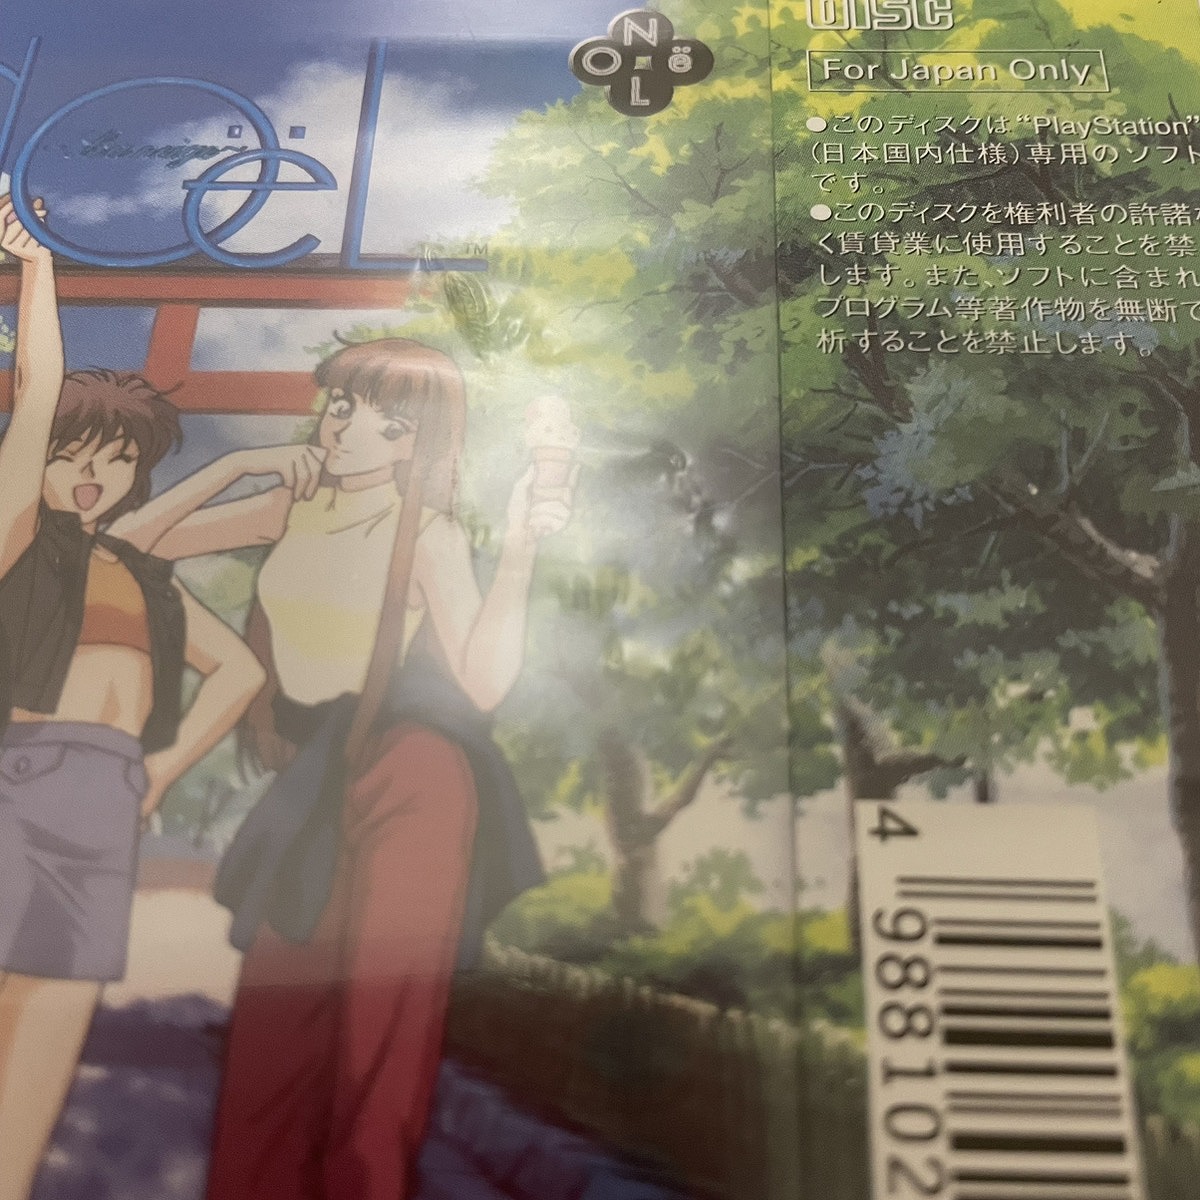 DISC
NOëL
For Japan Only
NOëL
TM
●このディスクは“PlayStation”
(日本国内仕様)専用のソフト
です。
●このディスクを権利者の許諾な
く賃貸業に使用することを禁
します。また、ソフトに含まれ
プログラム等著作物を無断で
析することを禁止します。
4 988102